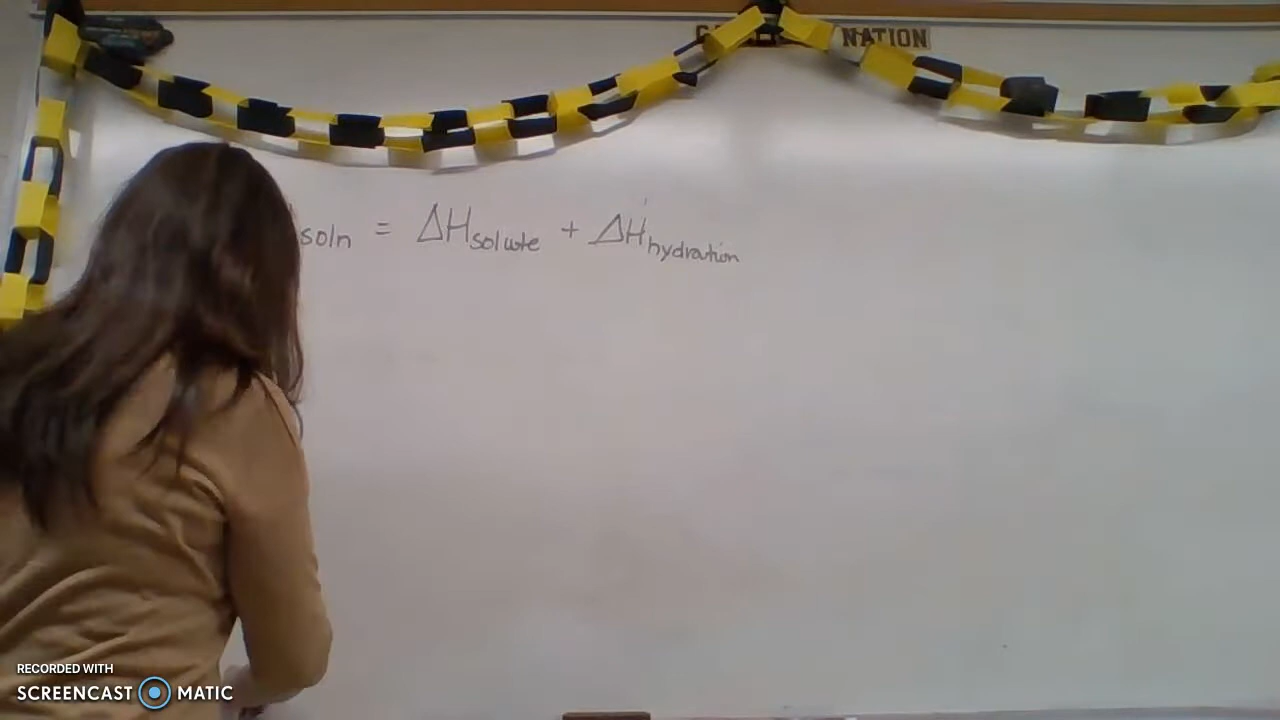 NATION
soln = ΔHsolute + ΔHhydration
RECORDED WITH
SCREENCAST MATIC